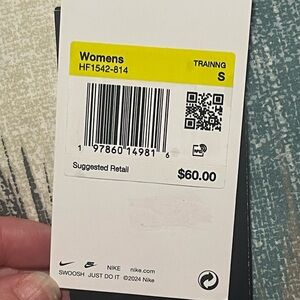 Womens
TRAINNG
HF1542-814
S
1 97860 14981 6
Suggested Retail
$60.00
NIKE nike.com
SWOOSH JUST DO IT ©2024 Nike